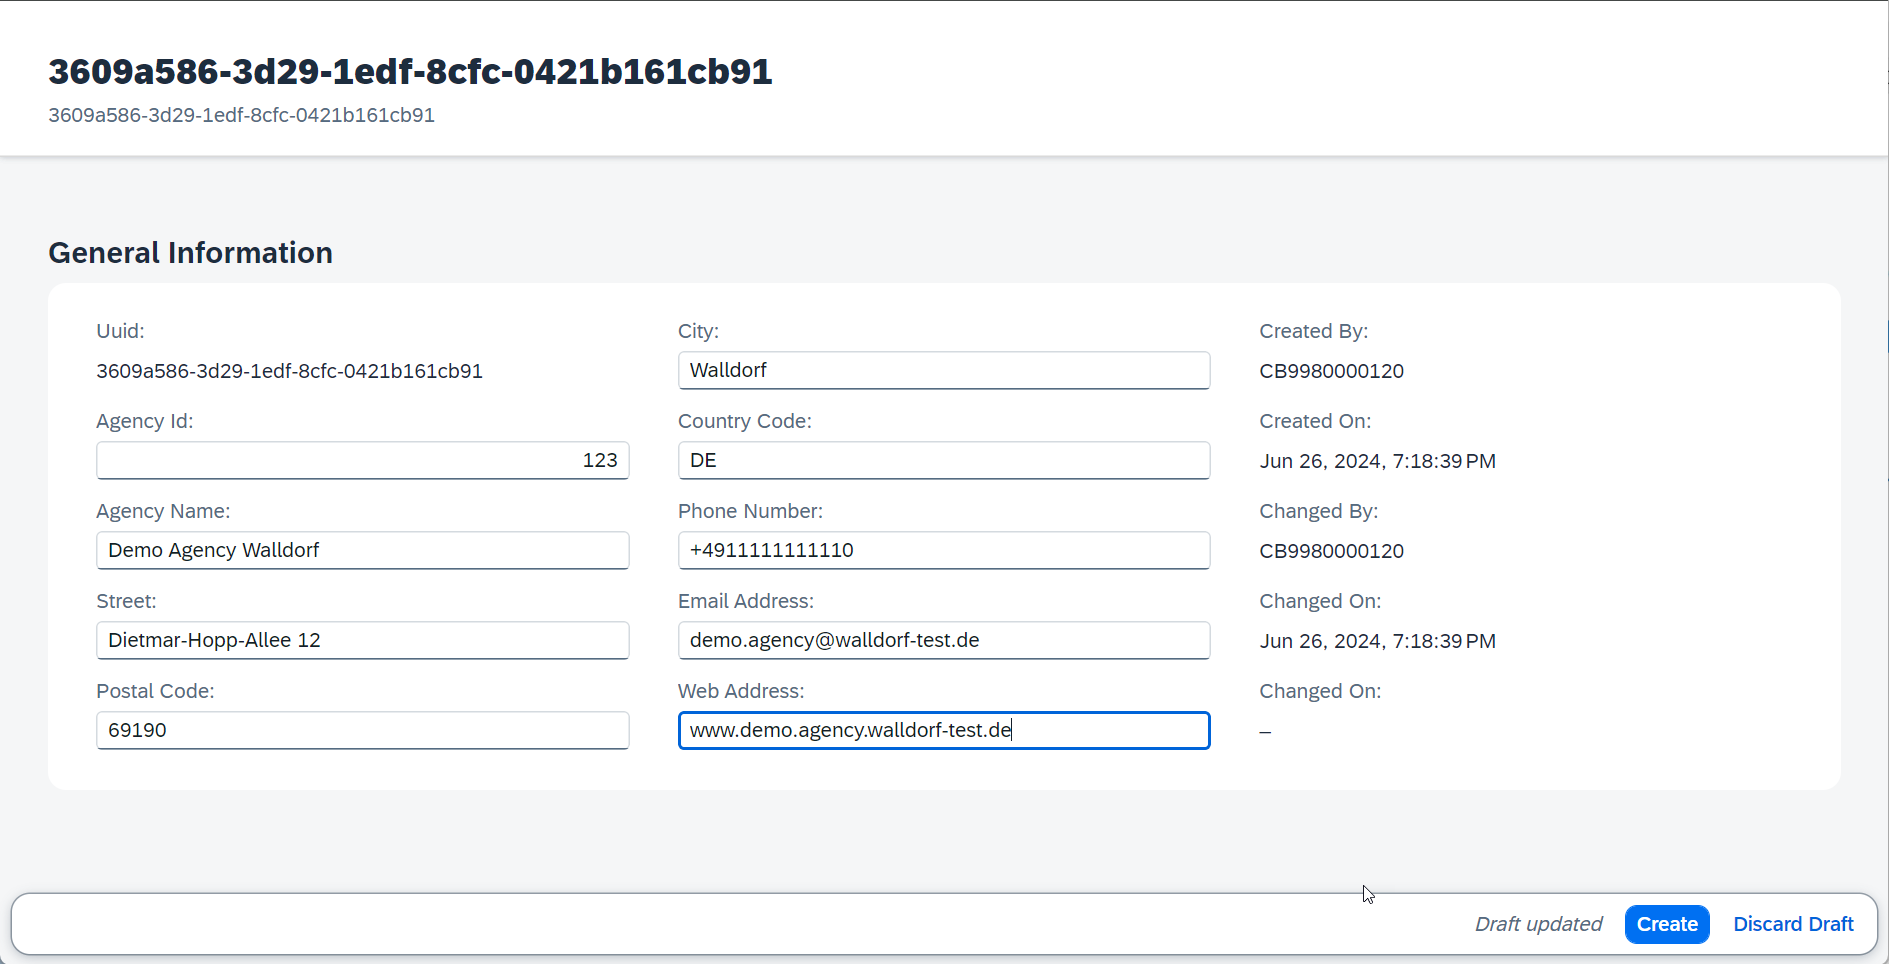 3609a586-3d29-1edf-8cfc-0421b161cb91
3609a586-3d29-1edf-8cfc-0421b161cb91
General Information
Uuid:
3609a586-3d29-1edf-8cfc-0421b161cb91
Agency Id:
123
Agency Name:
Demo Agency Walldorf
Street:
Dietmar-Hopp-Allee 12
Postal Code:
69190
City:
Walldorf
Country Code:
DE
Phone Number:
+4911111111110
Email Address:
demo.agency@walldorf-test.de
Web Address:
www.demo.agency.walldorf-test.de
Created By:
CB9980000120
Created On:
Jun 26, 2024, 7:18:39 PM
Changed By:
CB9980000120
Changed On:
Jun 26, 2024, 7:18:39 PM
Changed On:
–
Draft updated
Create
Discard Draft